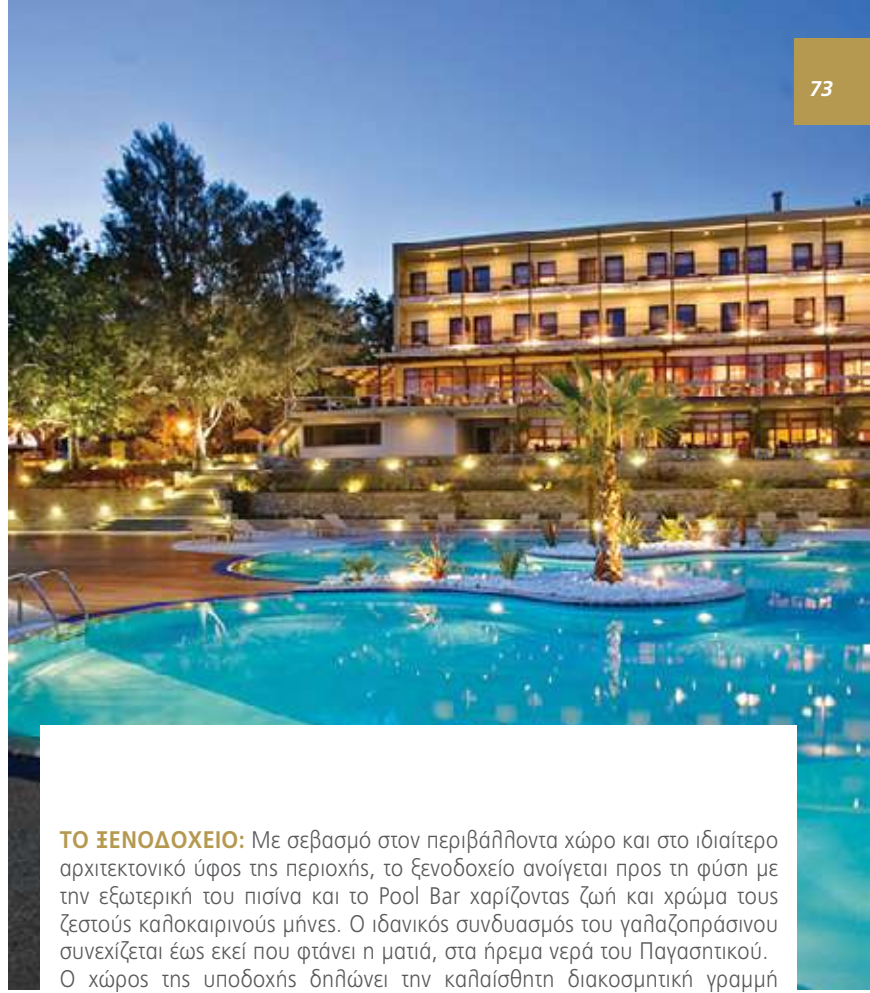 73
ΤΟ ΞΕΝΟΔΟΧΕΙΟ: Με σεβασμό στον περιβάλλοντα χώρο και στο ιδιαίτερο
αρχιτεκτονικό ύφος της περιοχής, το ξενοδοχείο ανοίγεται προς τη φύση με
την εξωτερική του πισίνα και το Pool Bar χαρίζοντας ζωή και χρώμα τους
ζεστούς καλοκαιρινούς μήνες. Ο ιδανικός συνδυασμός του γαλαζοπράσινου
συνεχίζεται έως εκεί που φτάνει η ματιά, στα ήρεμα νερά του Παγασητικού.
Ο χώρος της υποδοχής δηλώνει την καλαίσθητη διακοσμητική γραμμή